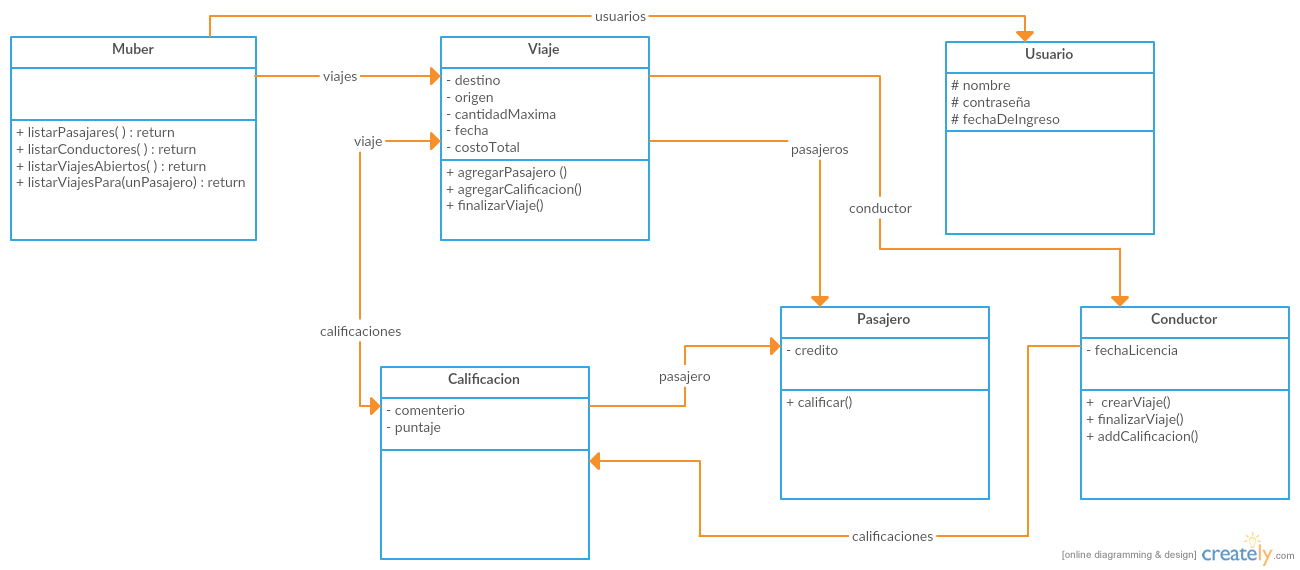 usuarios
Muber
+ listarPasajares( ) : return
+ listarConductores( ) : return
+ listarViajesAbiertos( ) : return
+ listarViajesPara(unPasajero) : return
viajes
Viaje
- destino
- origen
- cantidadMaxima
- fecha
- costoTotal
+ agregarPasajero ()
+ agregarCalificacion()
+ finalizarViaje()
Usuario
# nombre
# contraseña
# fechaDeIngreso
viaje
pasajeros
conductor
calificaciones
Calificacion
- comenterio
- puntaje
pasajero
Pasajero
- credito
+ calificar()
Conductor
- fechaLicencia
+ crearViaje()
+ finalizarViaje()
+ addCalificacion()
calificaciones
[online diagramming & design] creately.com